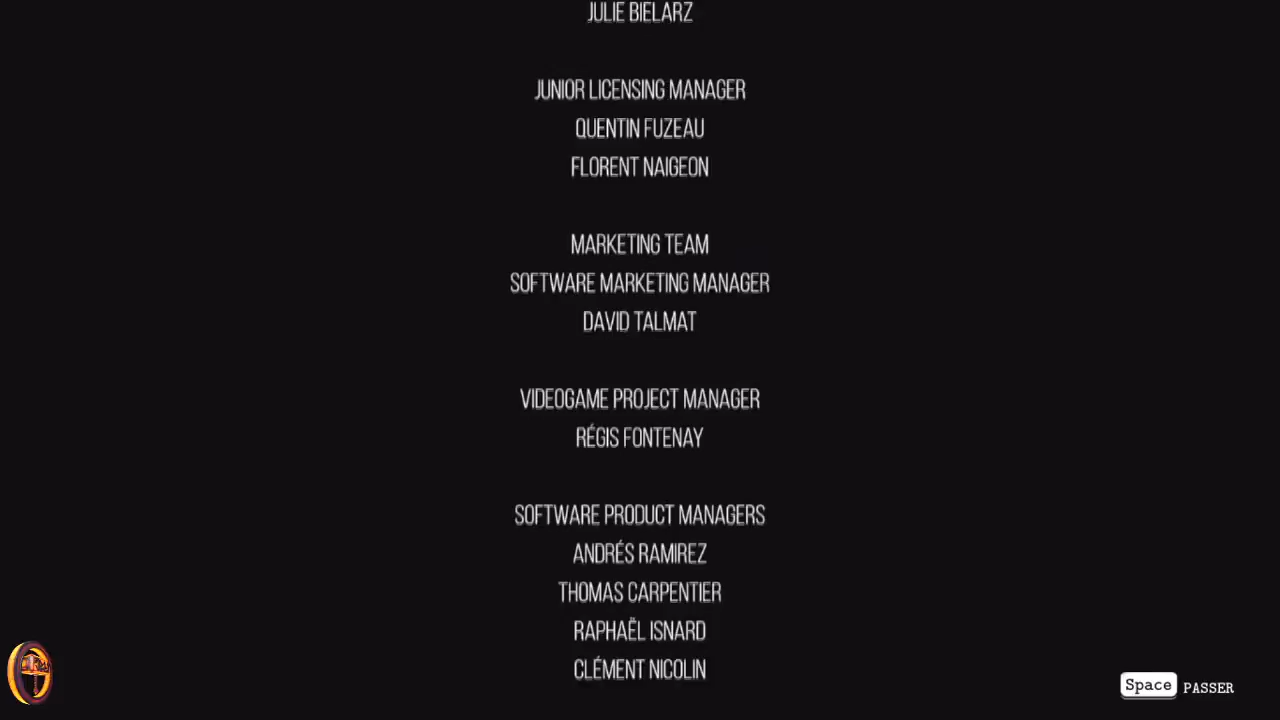 JULIE BIELARZ
JUNIOR LICENSING MANAGER
QUENTIN FUZEAU
FLORENT NAIGEON
MARKETING TEAM
SOFTWARE MARKETING MANAGER
DAVID TALMAT
VIDEOGAME PROJECT MANAGER
RÉGIS FONTENAY
SOFTWARE PRODUCT MANAGERS
ANDRÉS RAMIREZ
THOMAS CARPENTIER
RAPHAËL ISNARD
CLÉMENT NICOLIN
Space PASSER